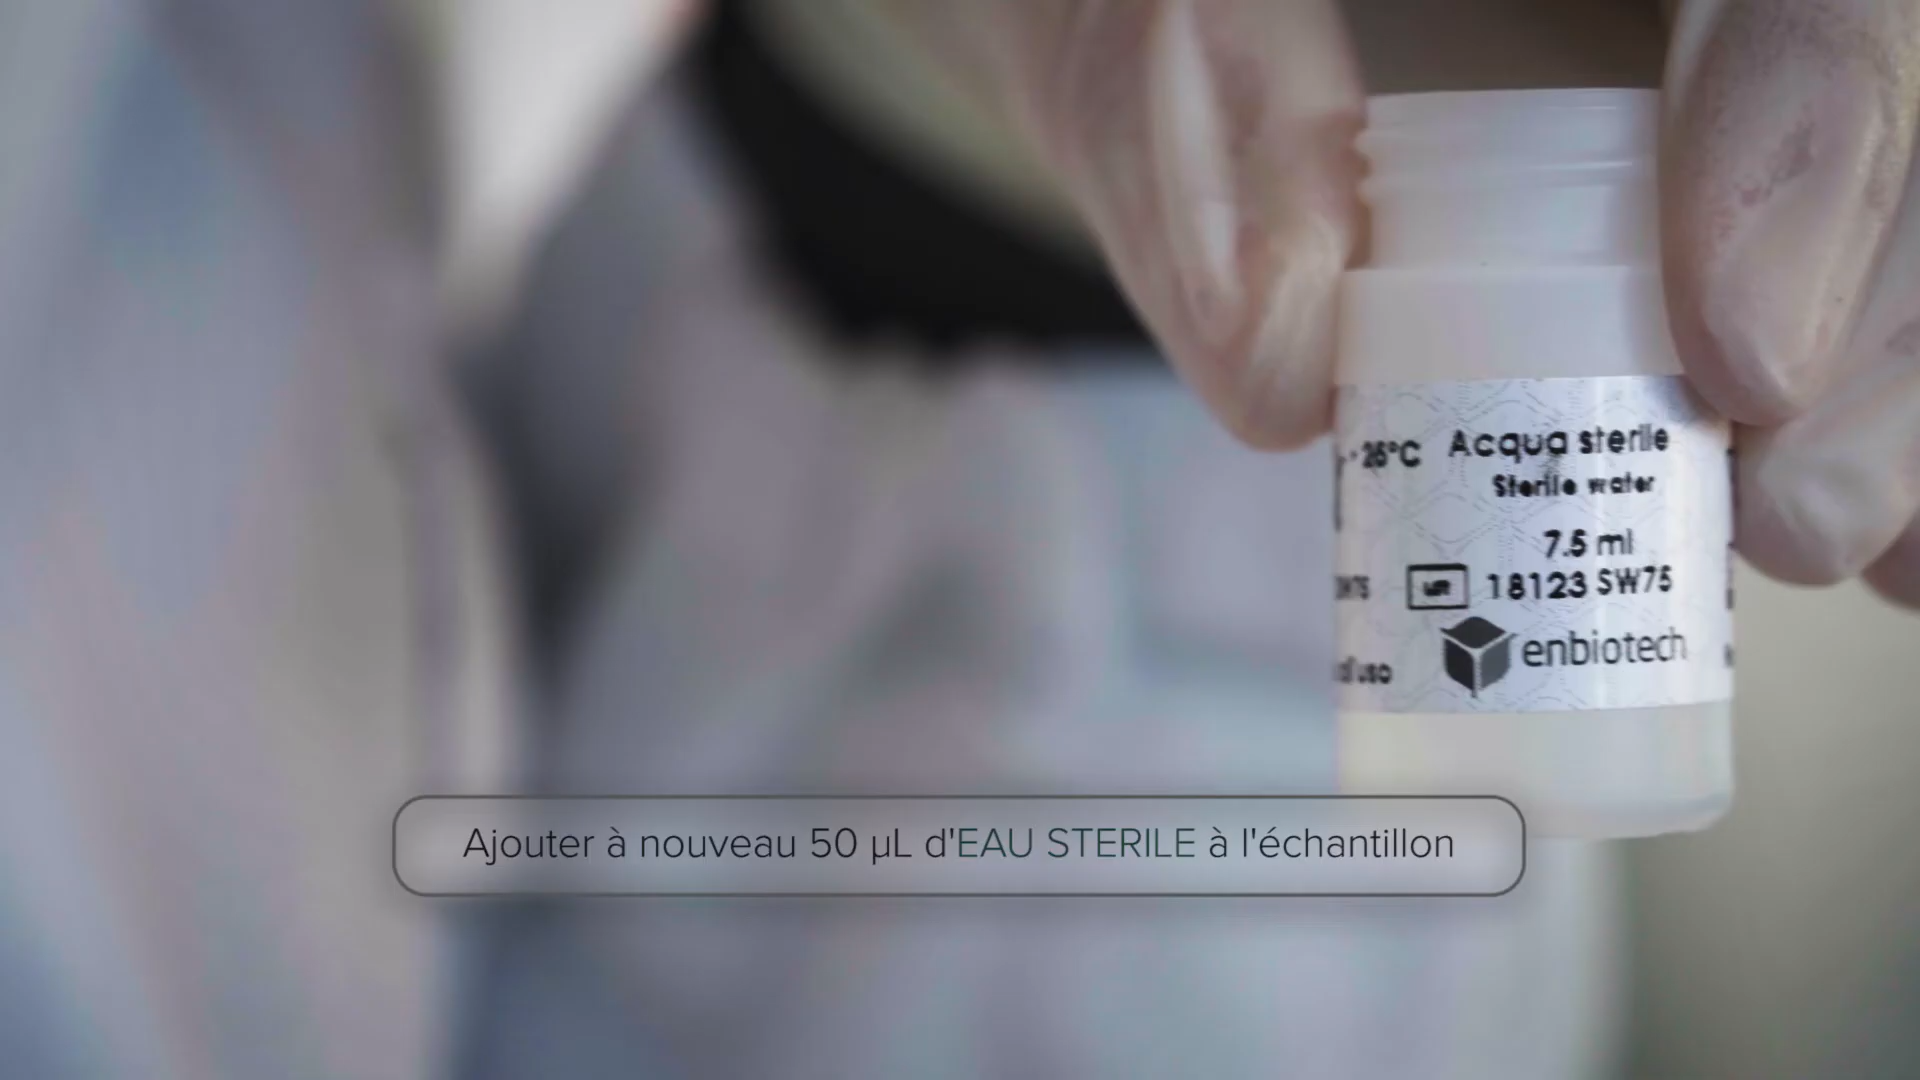 25°C Acqua sterile
Sterile water
7.5 ml
18123 SW75
enbiotech
Ajouter à nouveau 50 µL d'EAU STERILE à l'échantillon